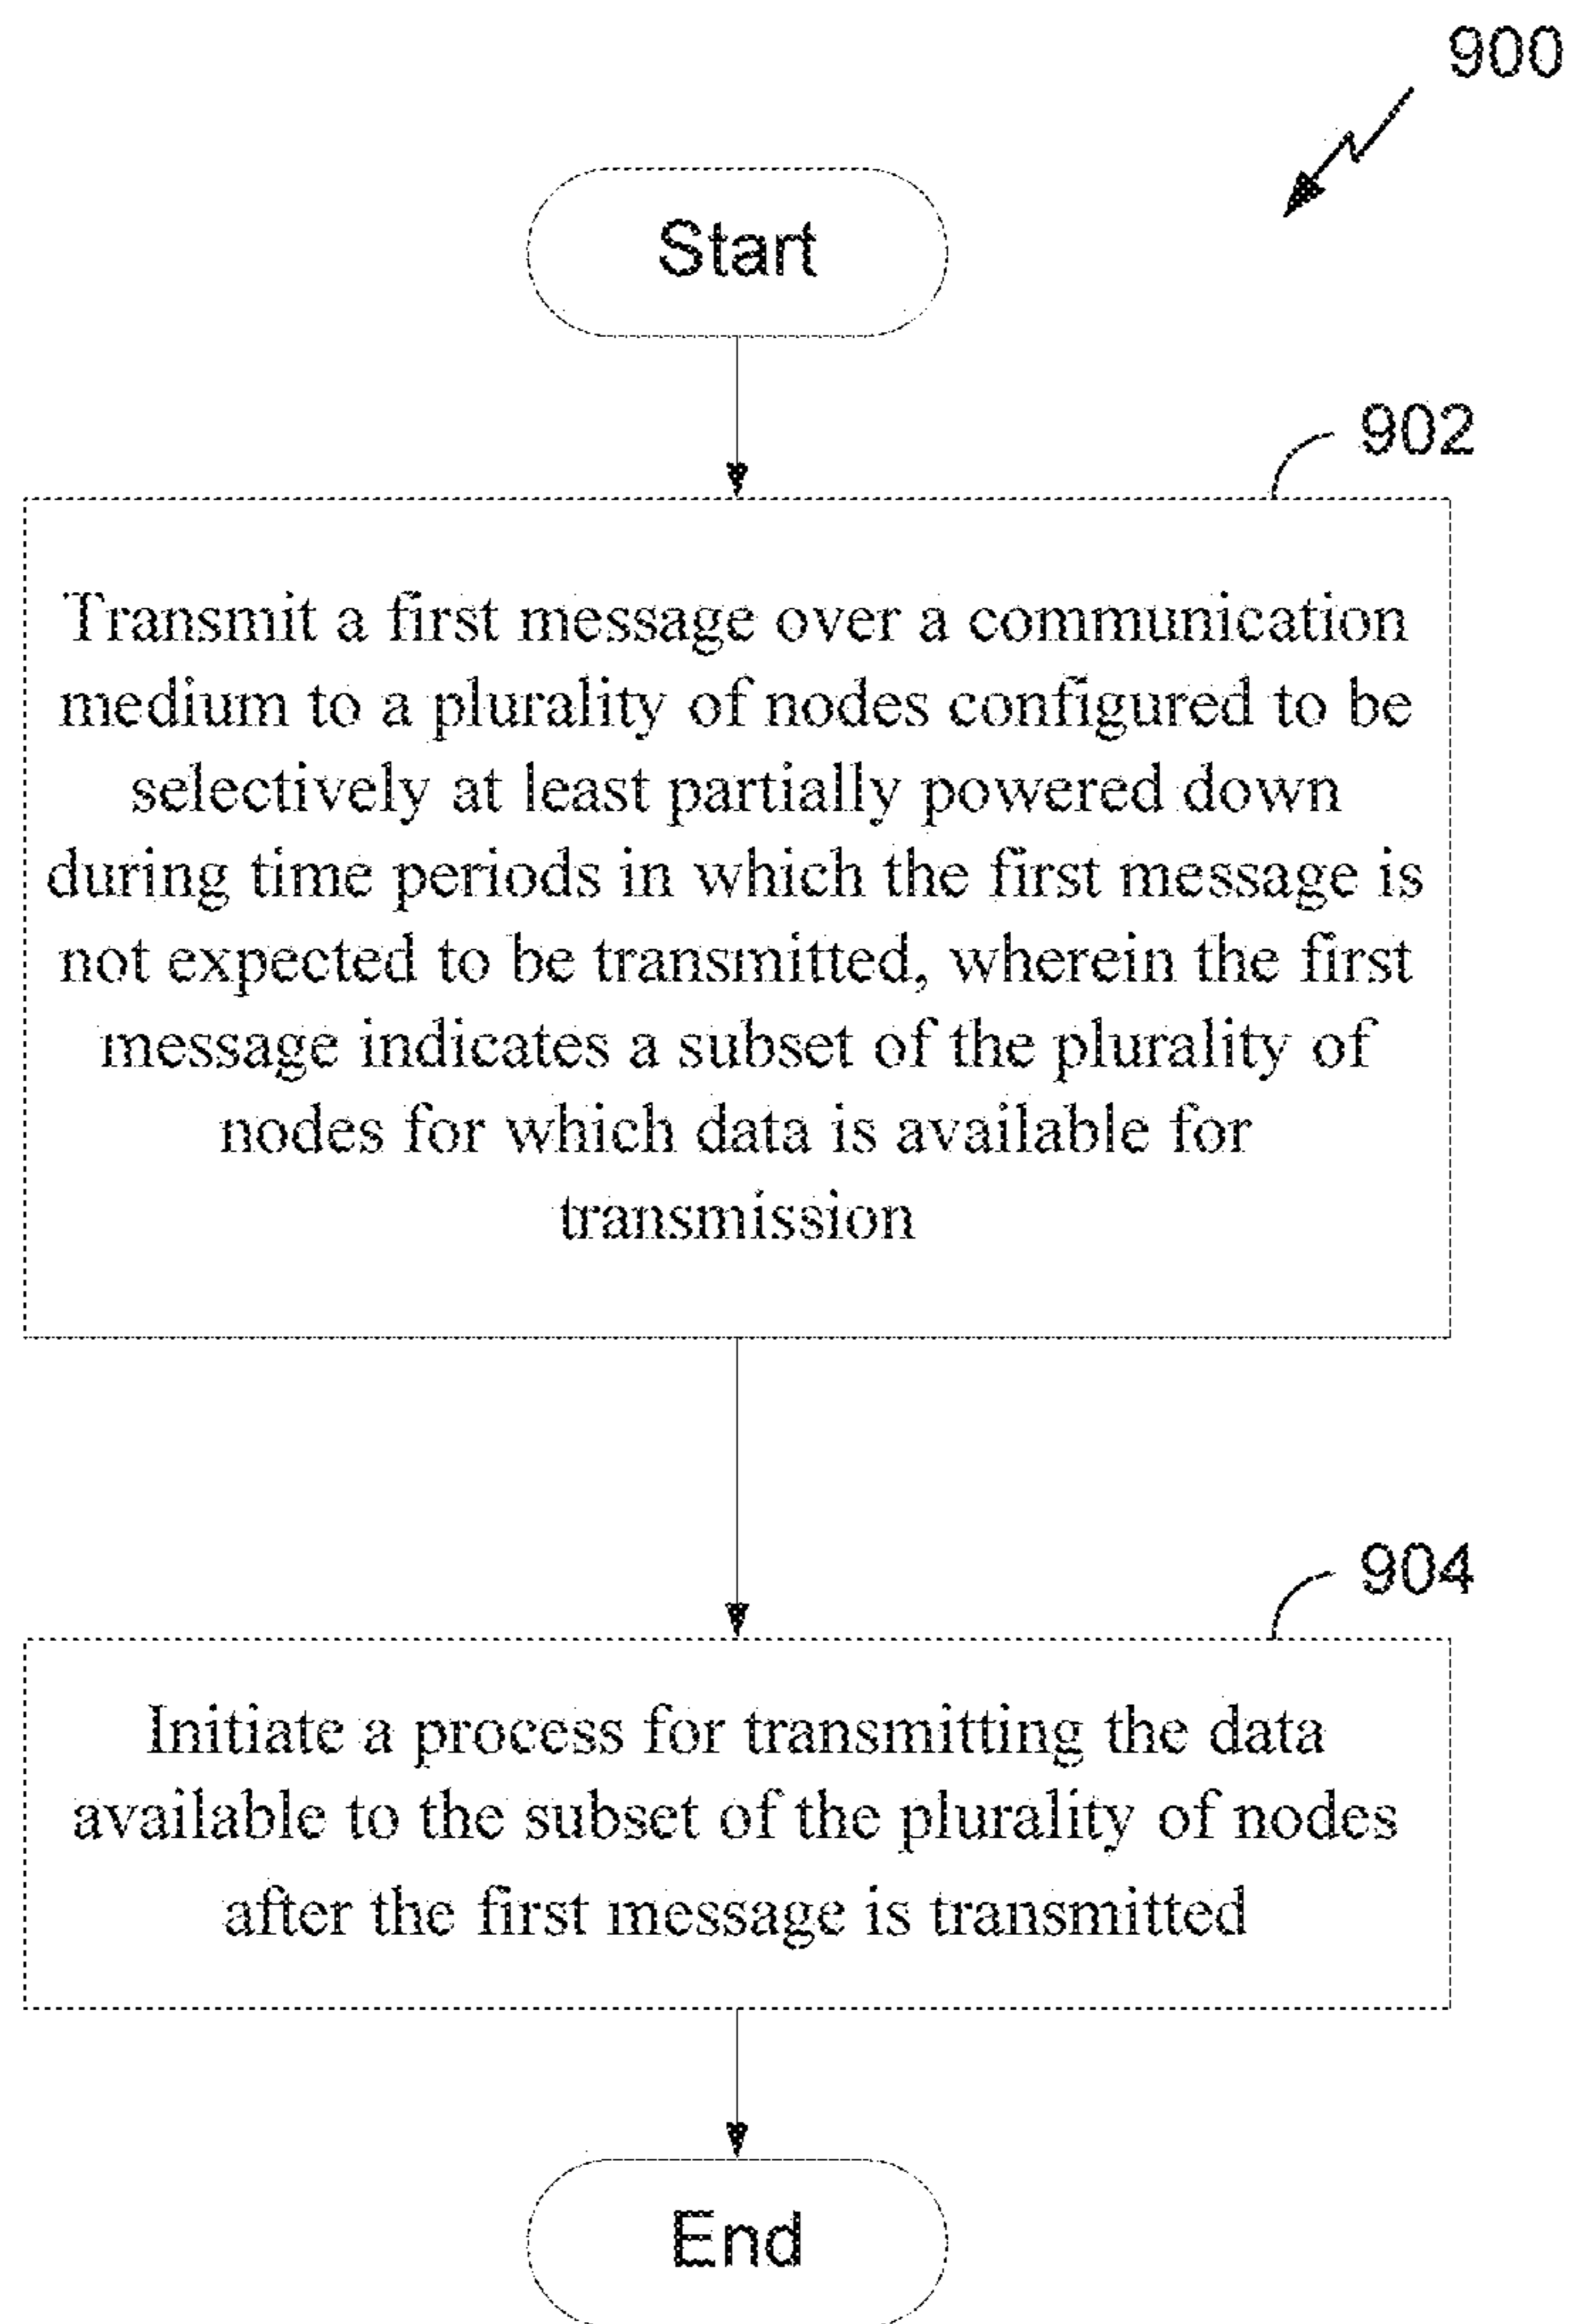 900
Start
902
Transmit a first message over a communication
medium to a plurality of nodes configured to be
selectively at least partially powered down
during time periods in which the first message is
not expected to be transmitted, wherein the first
message indicates a subset of the plurality of
nodes for which data is available for
transmission
904
Initiate a process for transmitting the data
available to the subset of the plurality of nodes
after the first message is transmitted
End